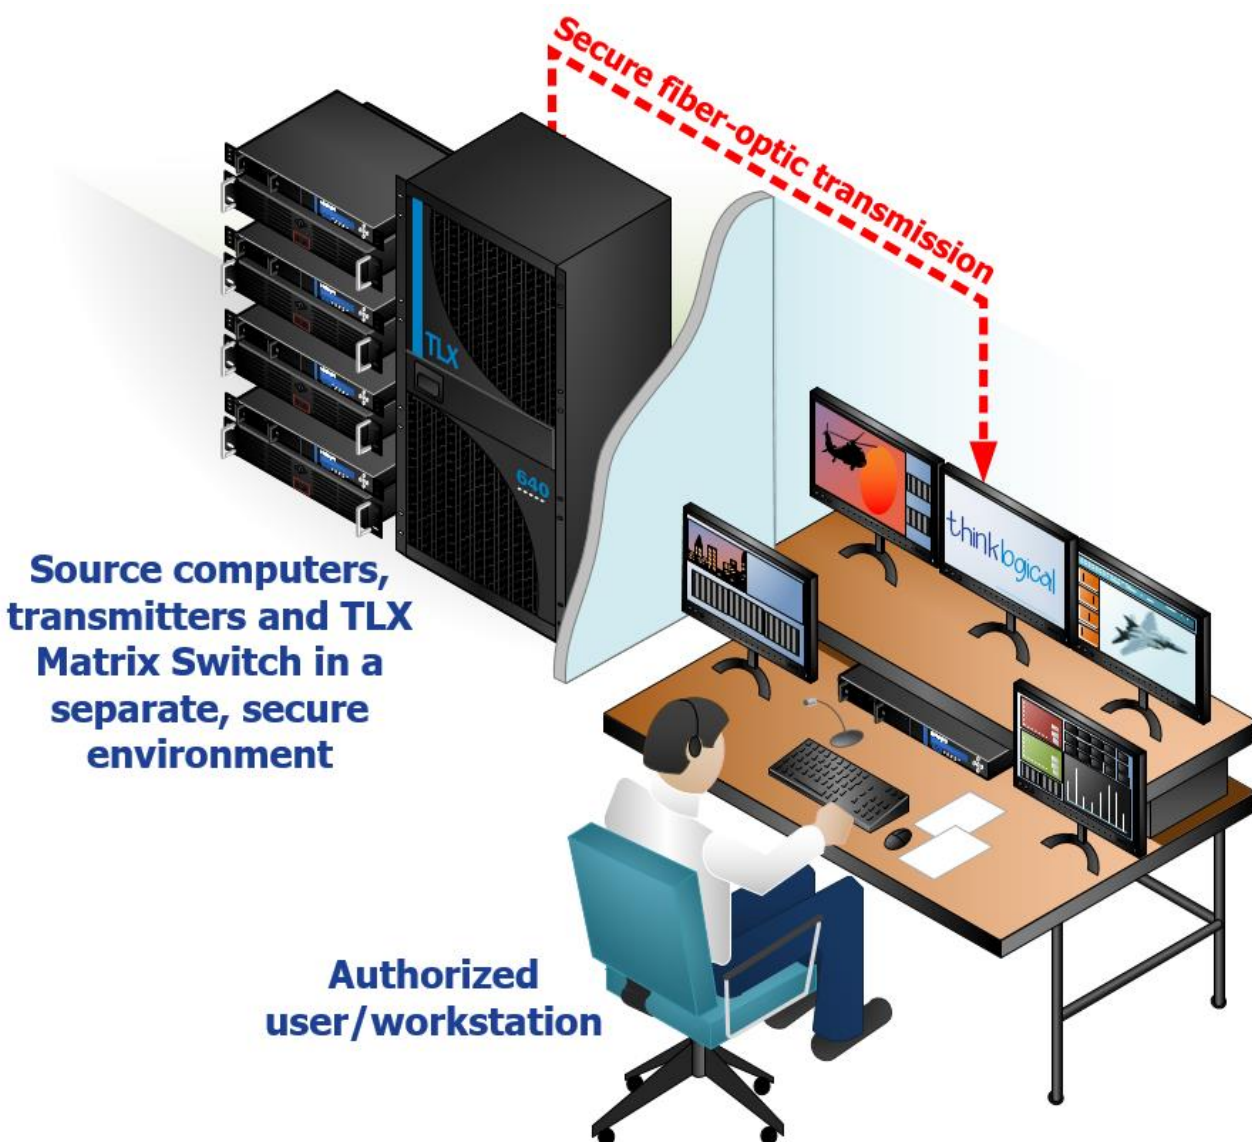 Secure fiber-optic transmission
TLX
640
thinklogical
Source computers,
transmitters and TLX
Matrix Switch in a
separate, secure
environment
Authorized
user/workstation